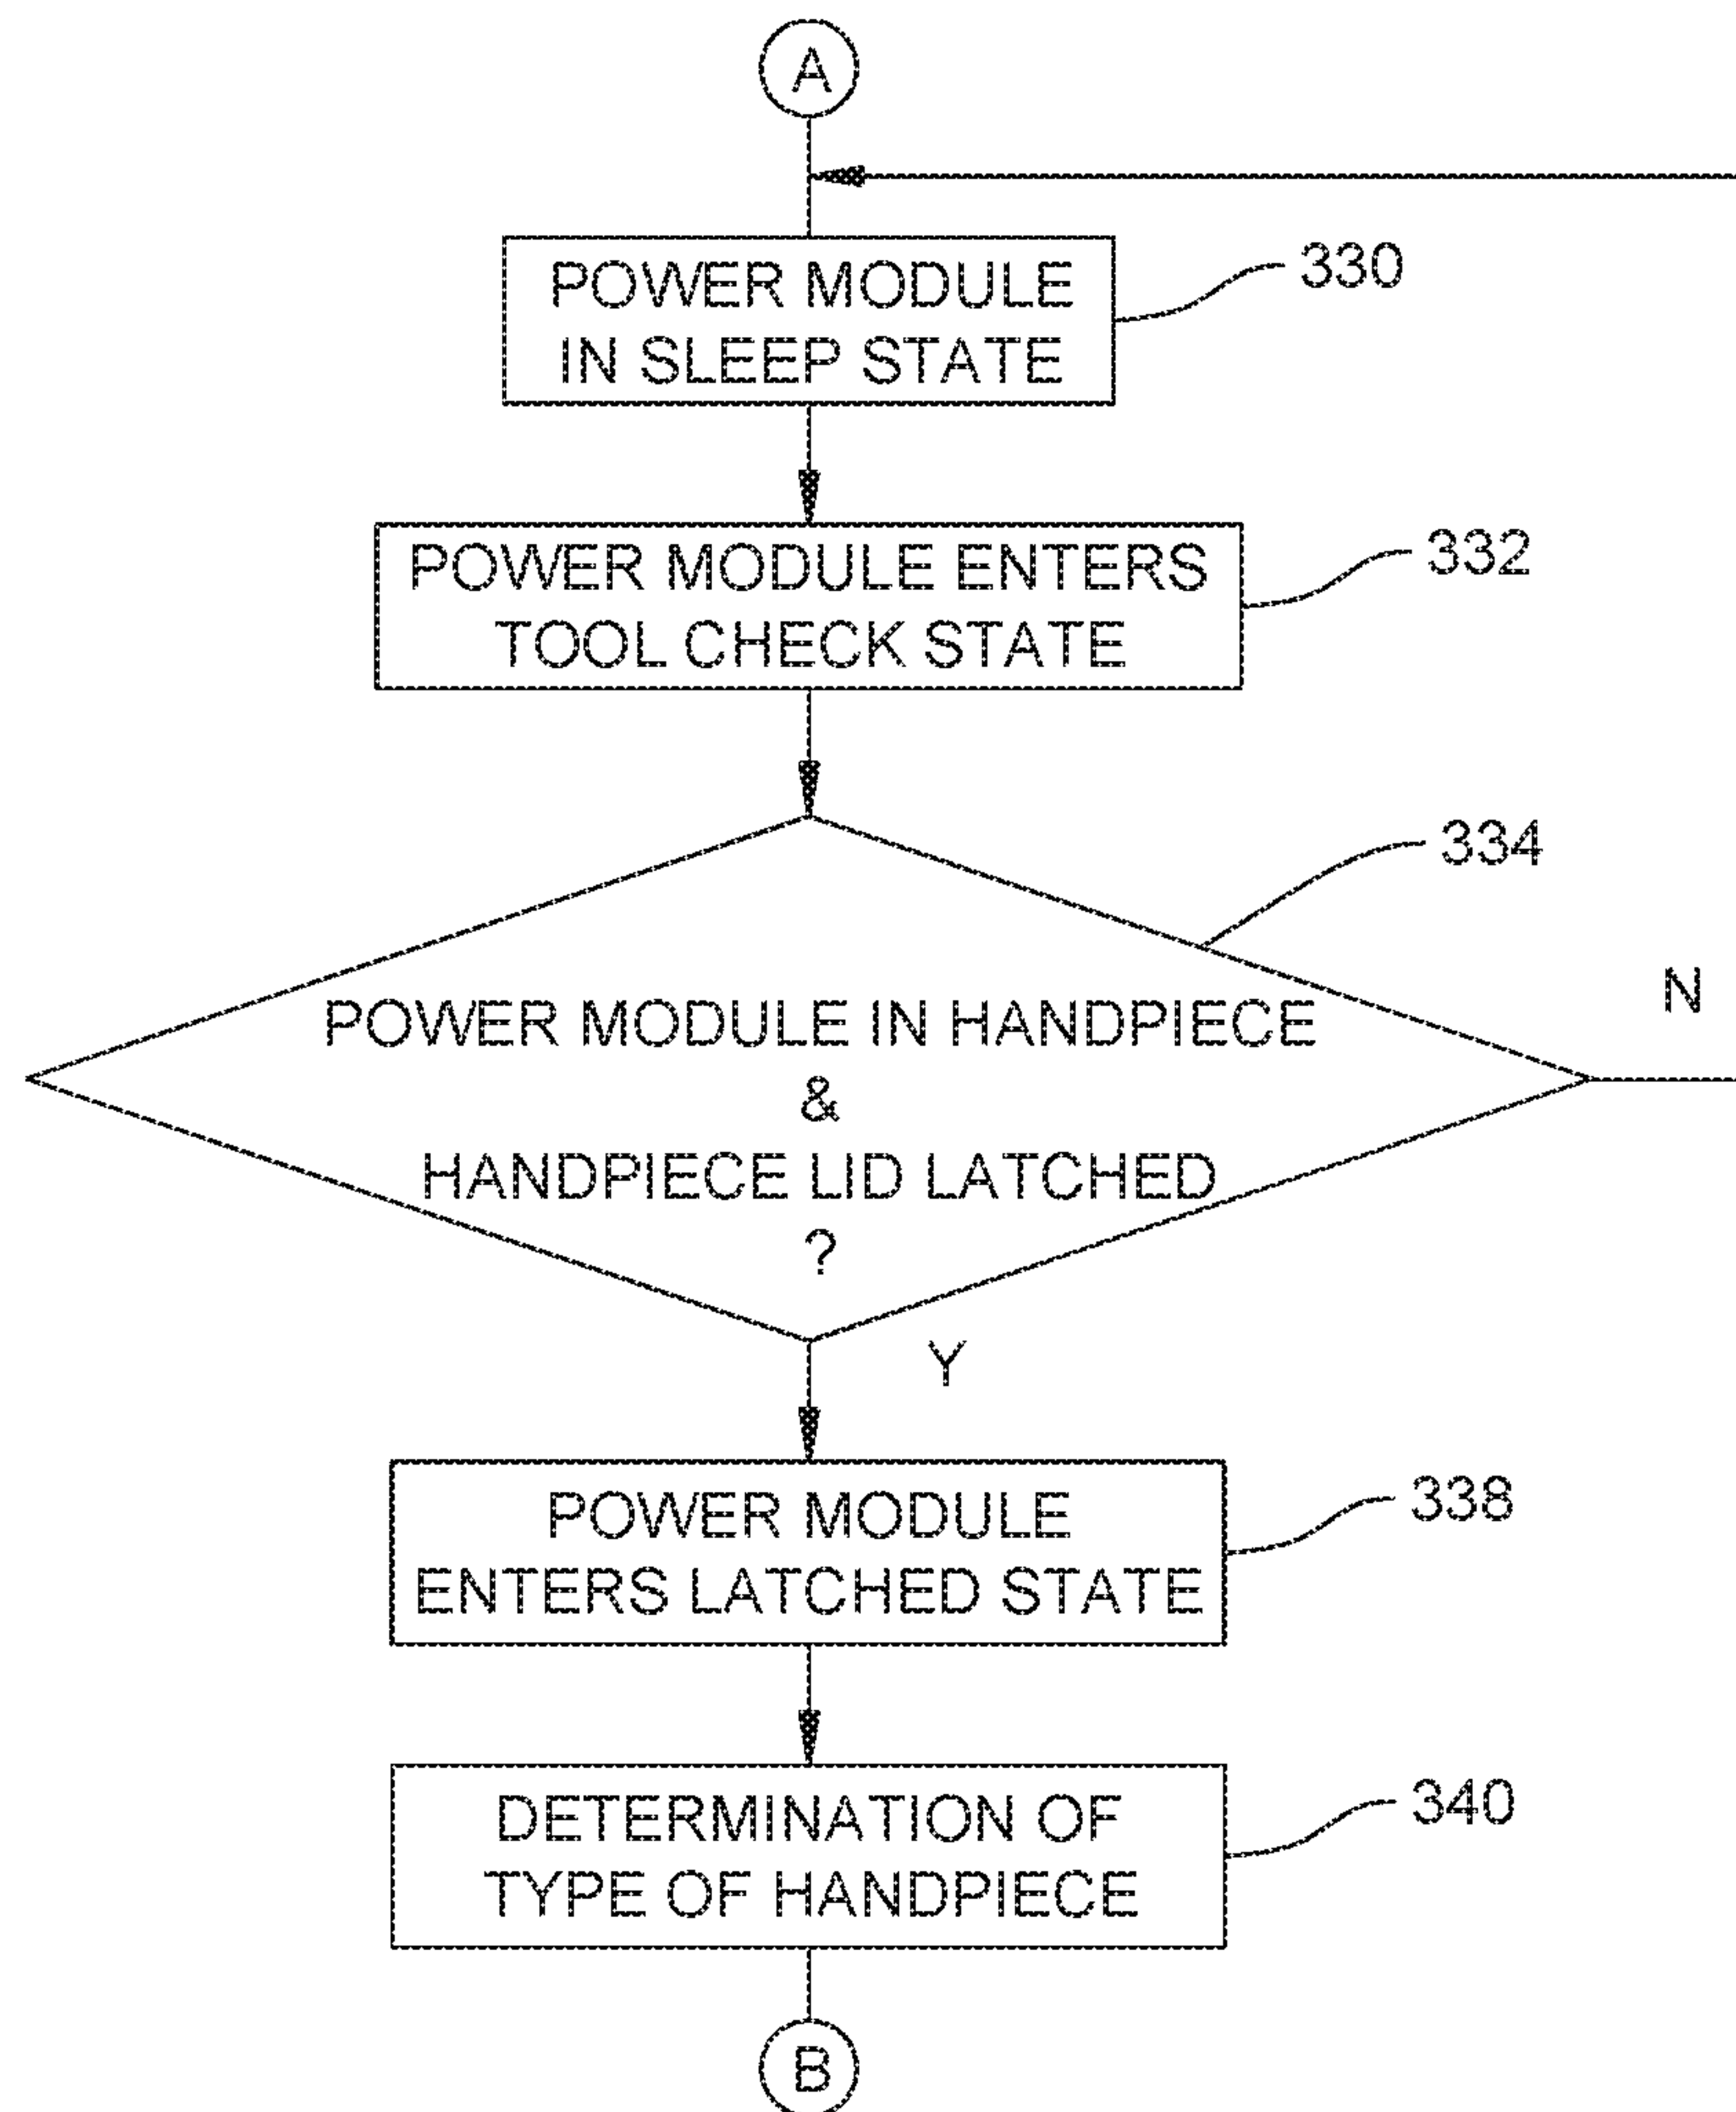 A
POWER MODULE
IN SLEEP STATE
330
POWER MODULE ENTERS
TOOL CHECK STATE
332
334
POWER MODULE IN HANDPIECE
&
HANDPIECE LID LATCHED
?
N
Y
POWER MODULE
ENTERS LATCHED STATE
338
DETERMINATION OF
TYPE OF HANDPIECE
340
B